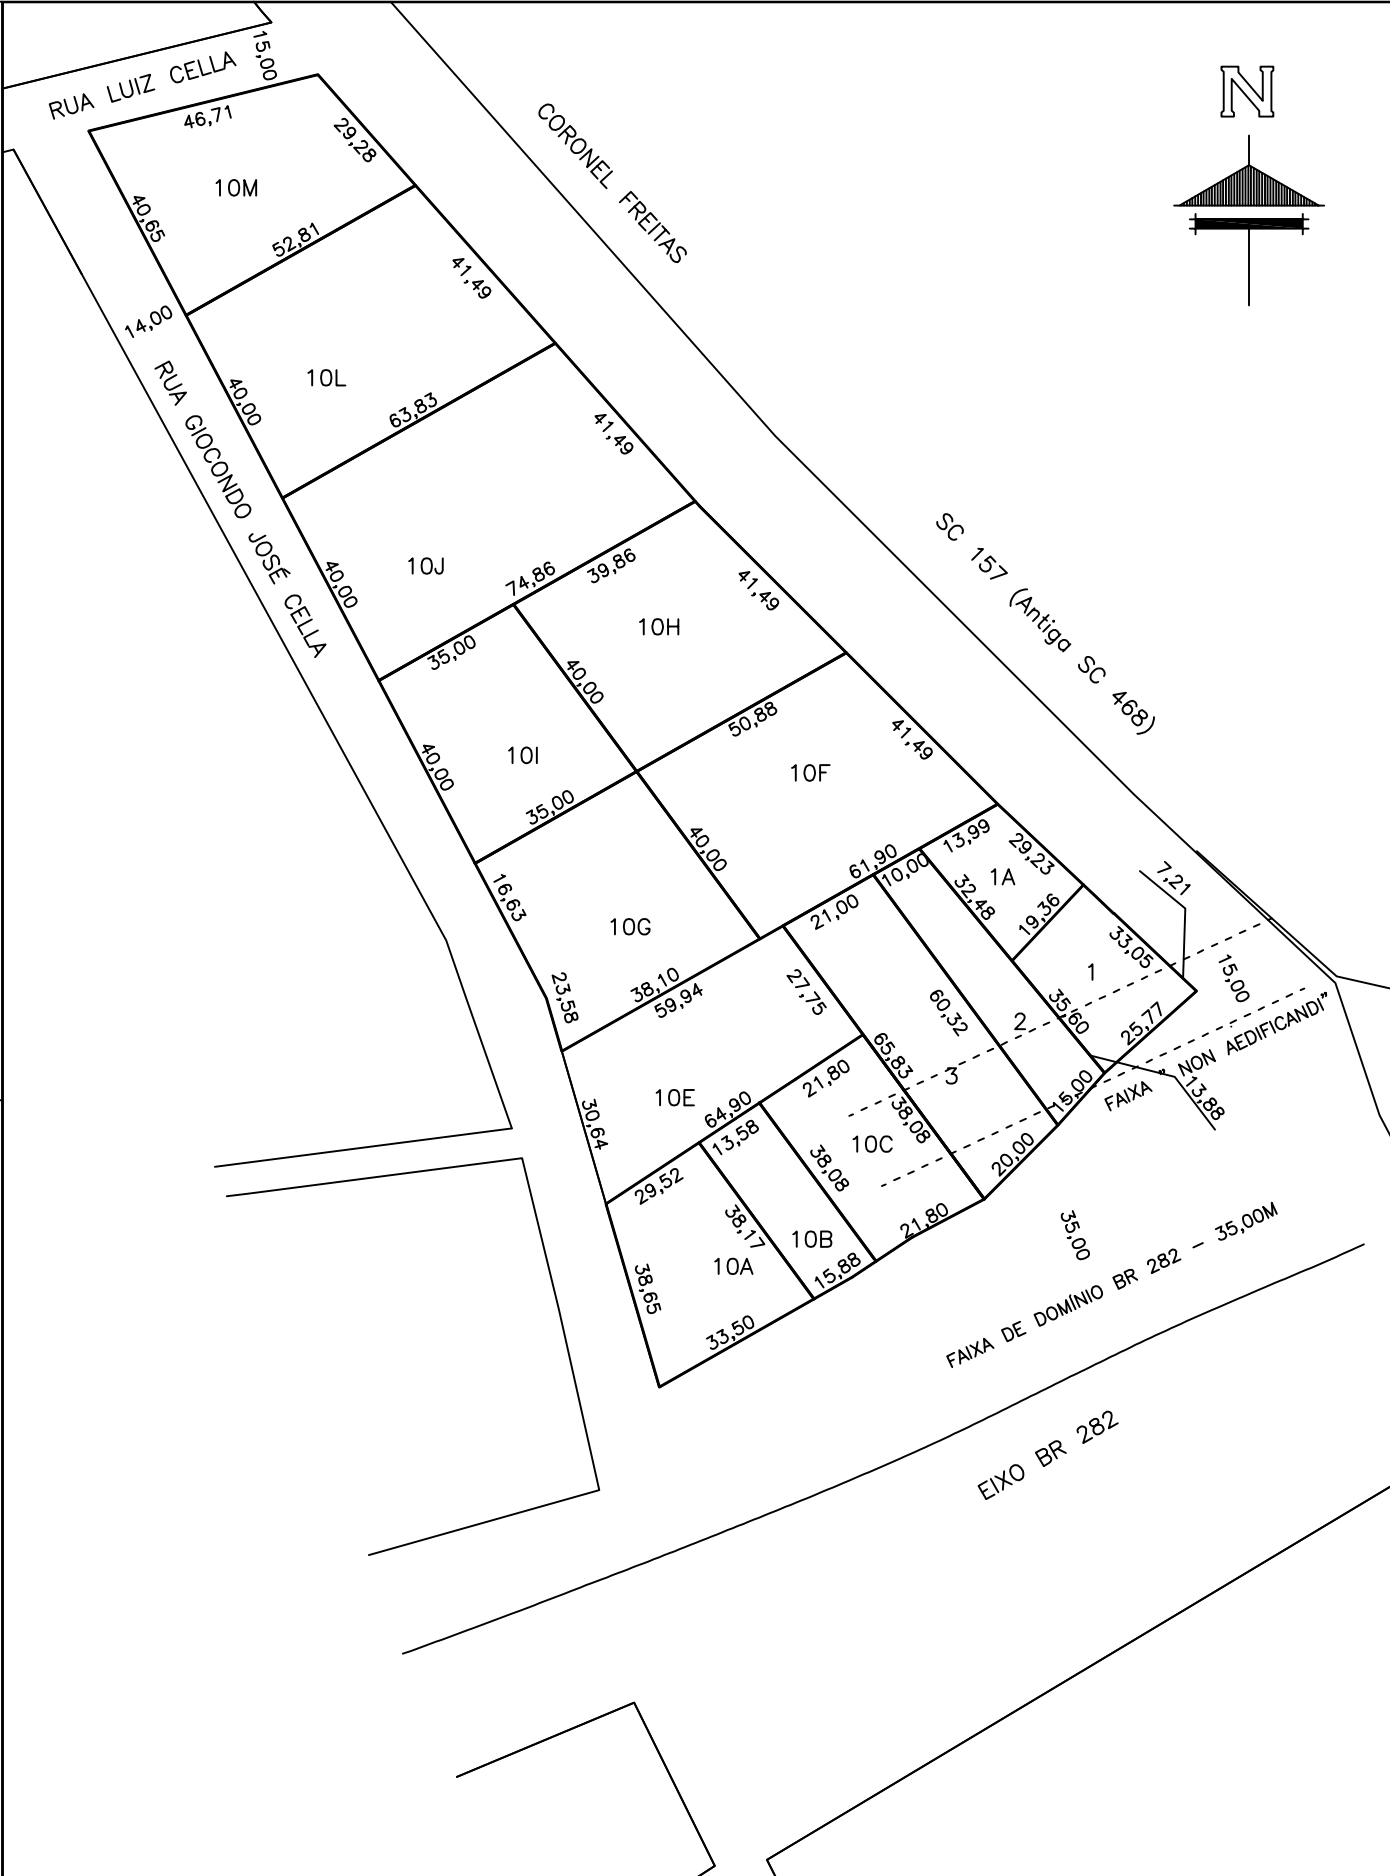 15,00
RUA LUIZ CELLA
N
46,71
29,28
CORONEL FREITAS
10M
40,65
52,81
41,49
14,00
10L
40,00
63,83
41,49
RUA GIOCONDO JOSÉ CELLA
10J
40,00
74,86
39,86
41,49
SC 157 (Antiga SC 468)
10H
35,00
40,00
50,88
41,49
10I
40,00
10F
35,00
40,00
61,90
10,00
13,99
29,23
7,21
1A
16,63
32,48
19,36
21,00
10G
33,05
1
15,00
38,10
23,58
59,94
27,75
60,32
2
35,60
25,77
FAIXA " NON AEDIFICANDI"
65,83
3
15,00
13,88
10E
21,80
64,90
30,64
13,58
38,08
10C
38,08
20,00
29,52
38,17
10B
21,80
35,00
10A
15,88
38,65
33,50
FAIXA DE DOMÍNIO BR 282 - 35,00M
EIXO BR 282